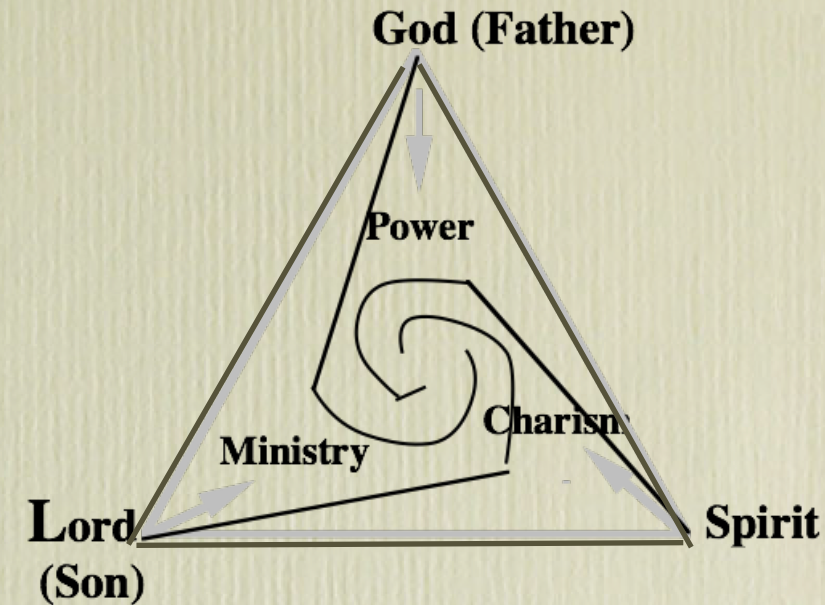 God (Father)
Power
Charism
Ministry
Lord
(Son)
Spirit